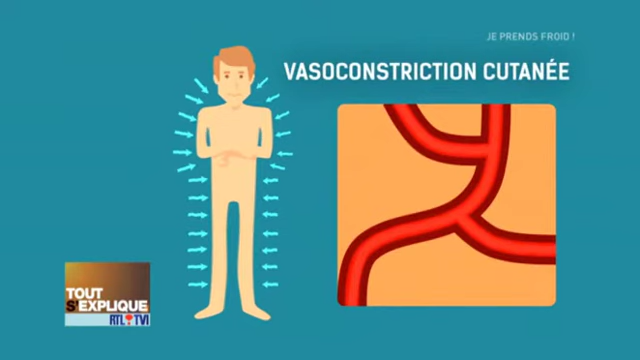 JE PRENDS FROID !
VASOCONSTRICTION CUTANÉE
TOUT
S'EXPLIQUE
RTL TVI